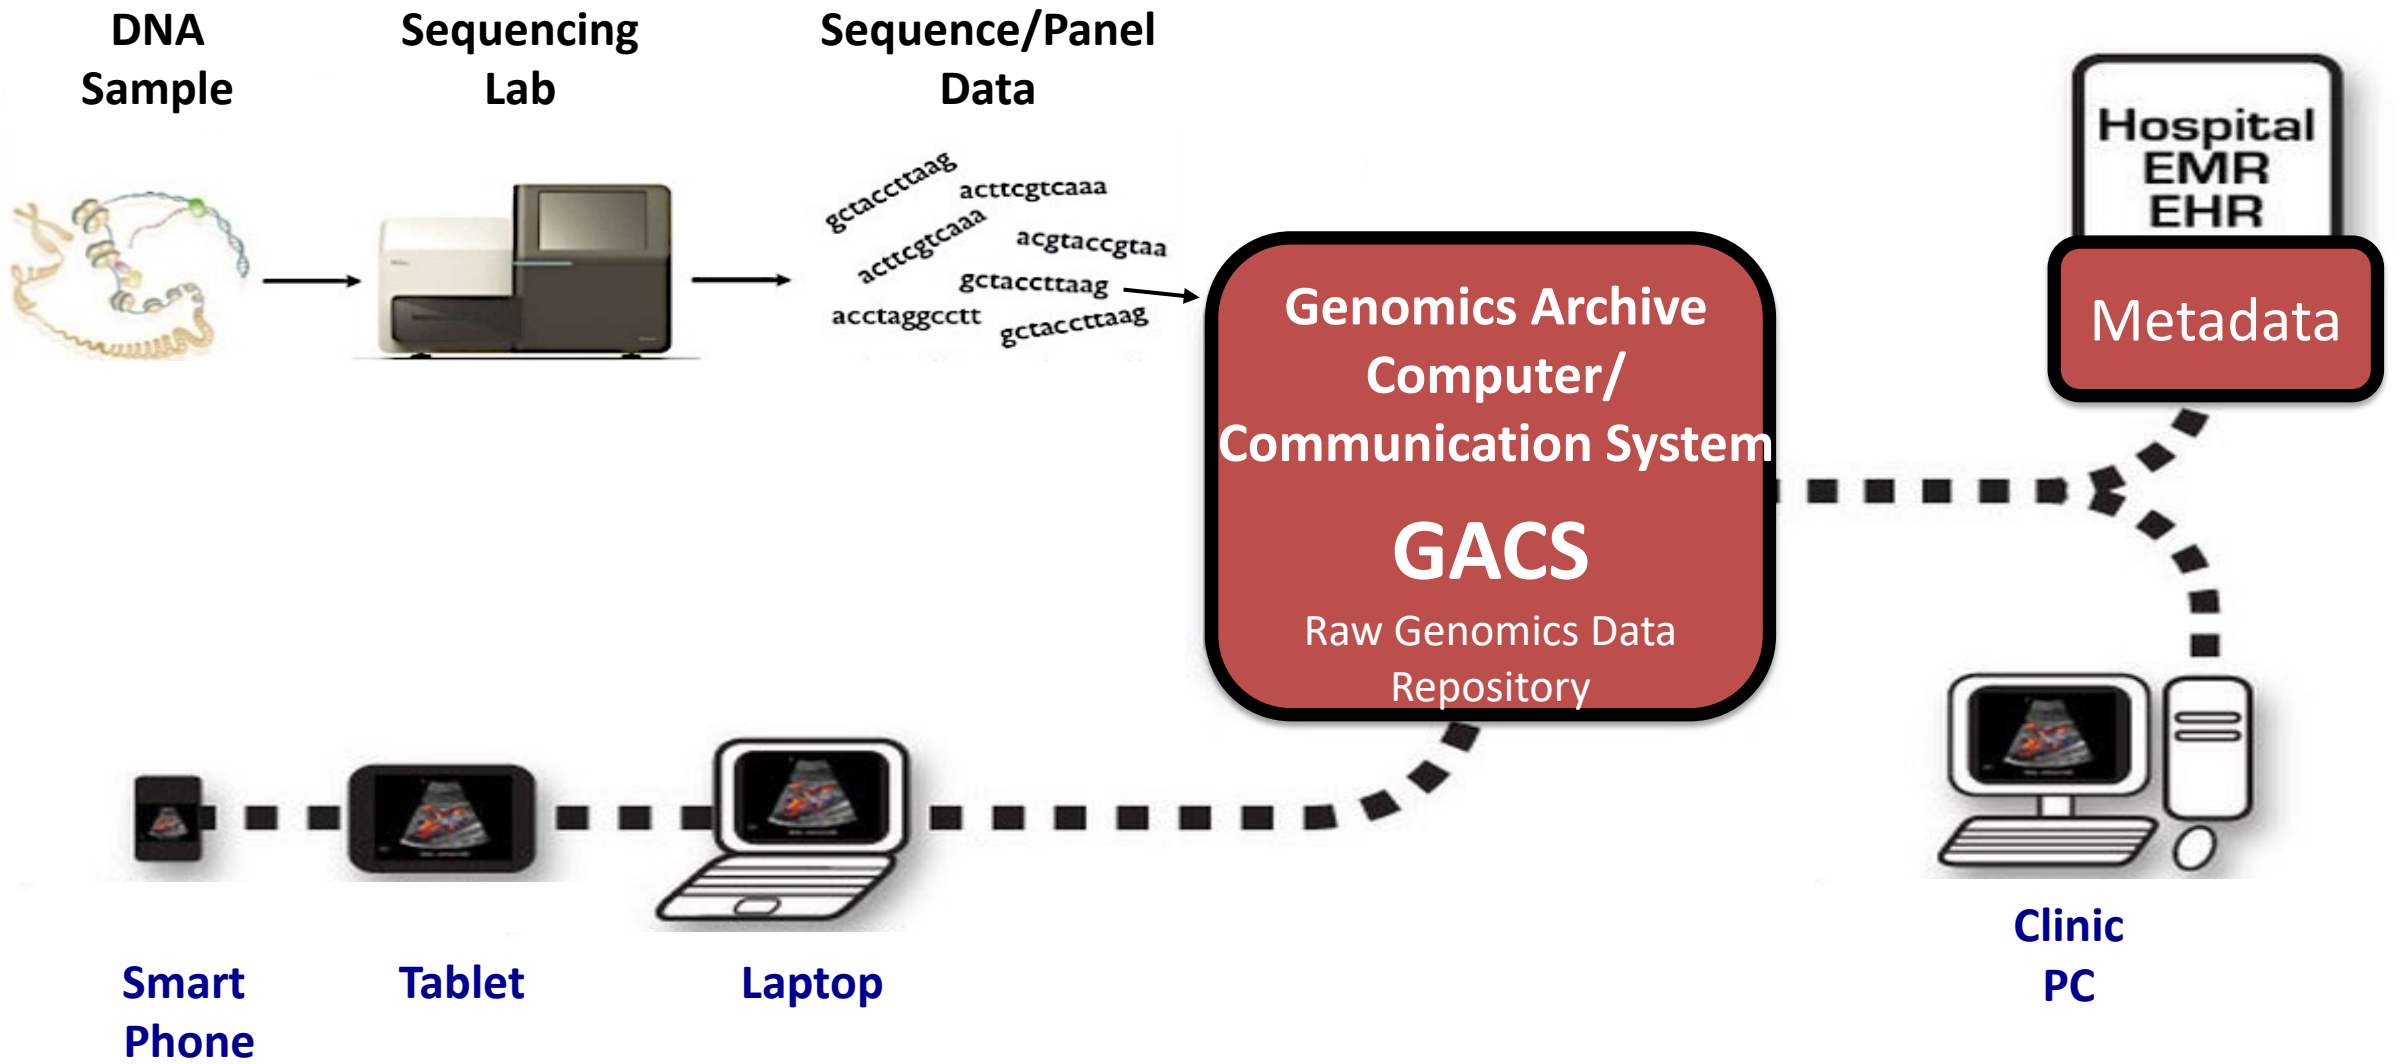 DNA
Sample
Sequencing
Lab
Sequence/Panel
Data
gctaccttaag
acttcgtcaaa
acttcgtcaaa
acgtaccgtaa
gctaccttaag
acctaggcctt
gctaccttaag
Genomics Archive
Computer/
Communication System
GACS
Raw Genomics Data
Repository
Hospital
EMR
EHR
Metadata
Smart
Phone
Tablet
Laptop
Clinic
PC